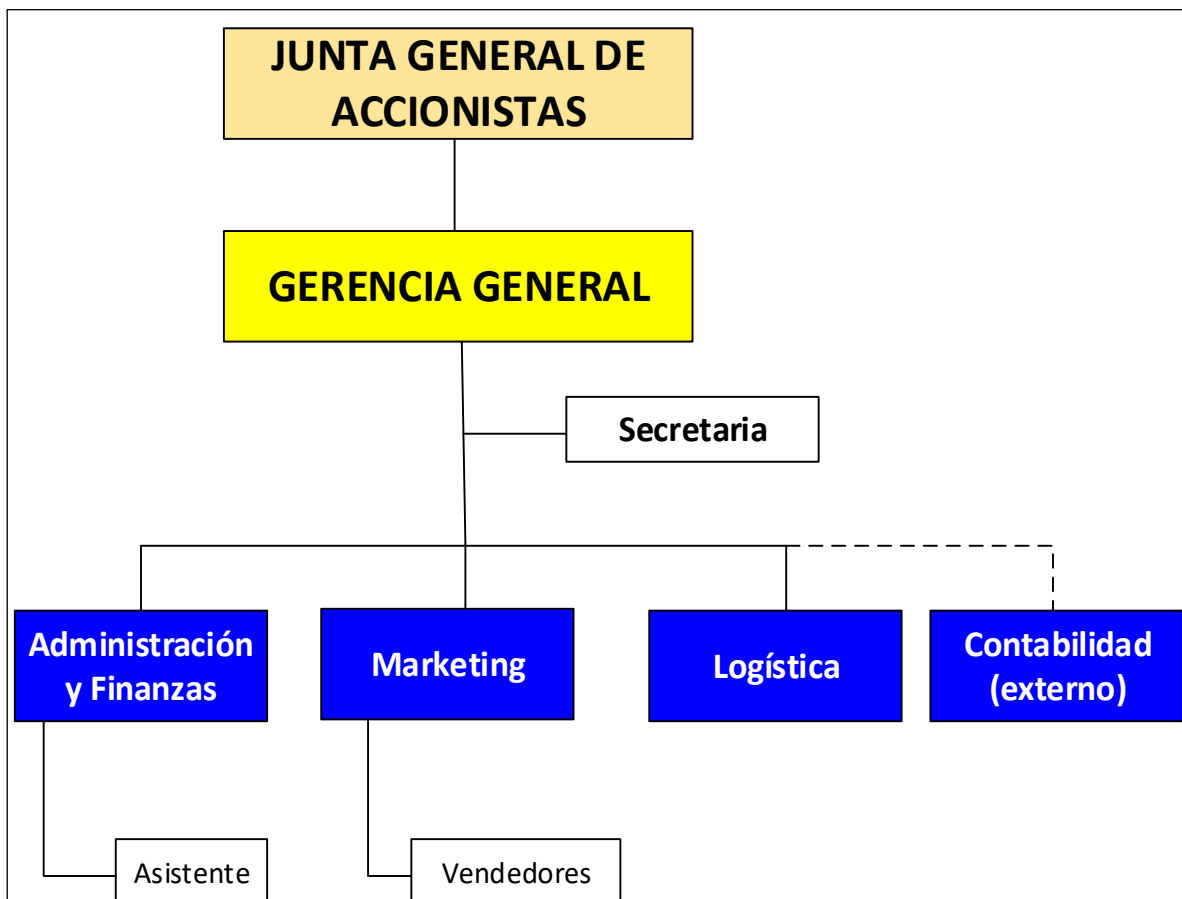 JUNTA GENERAL DE
ACCIONISTAS
GERENCIA GENERAL
Secretaria
Administración
y Finanzas
Marketing
Logística
Contabilidad
(externo)
Asistente
Vendedores